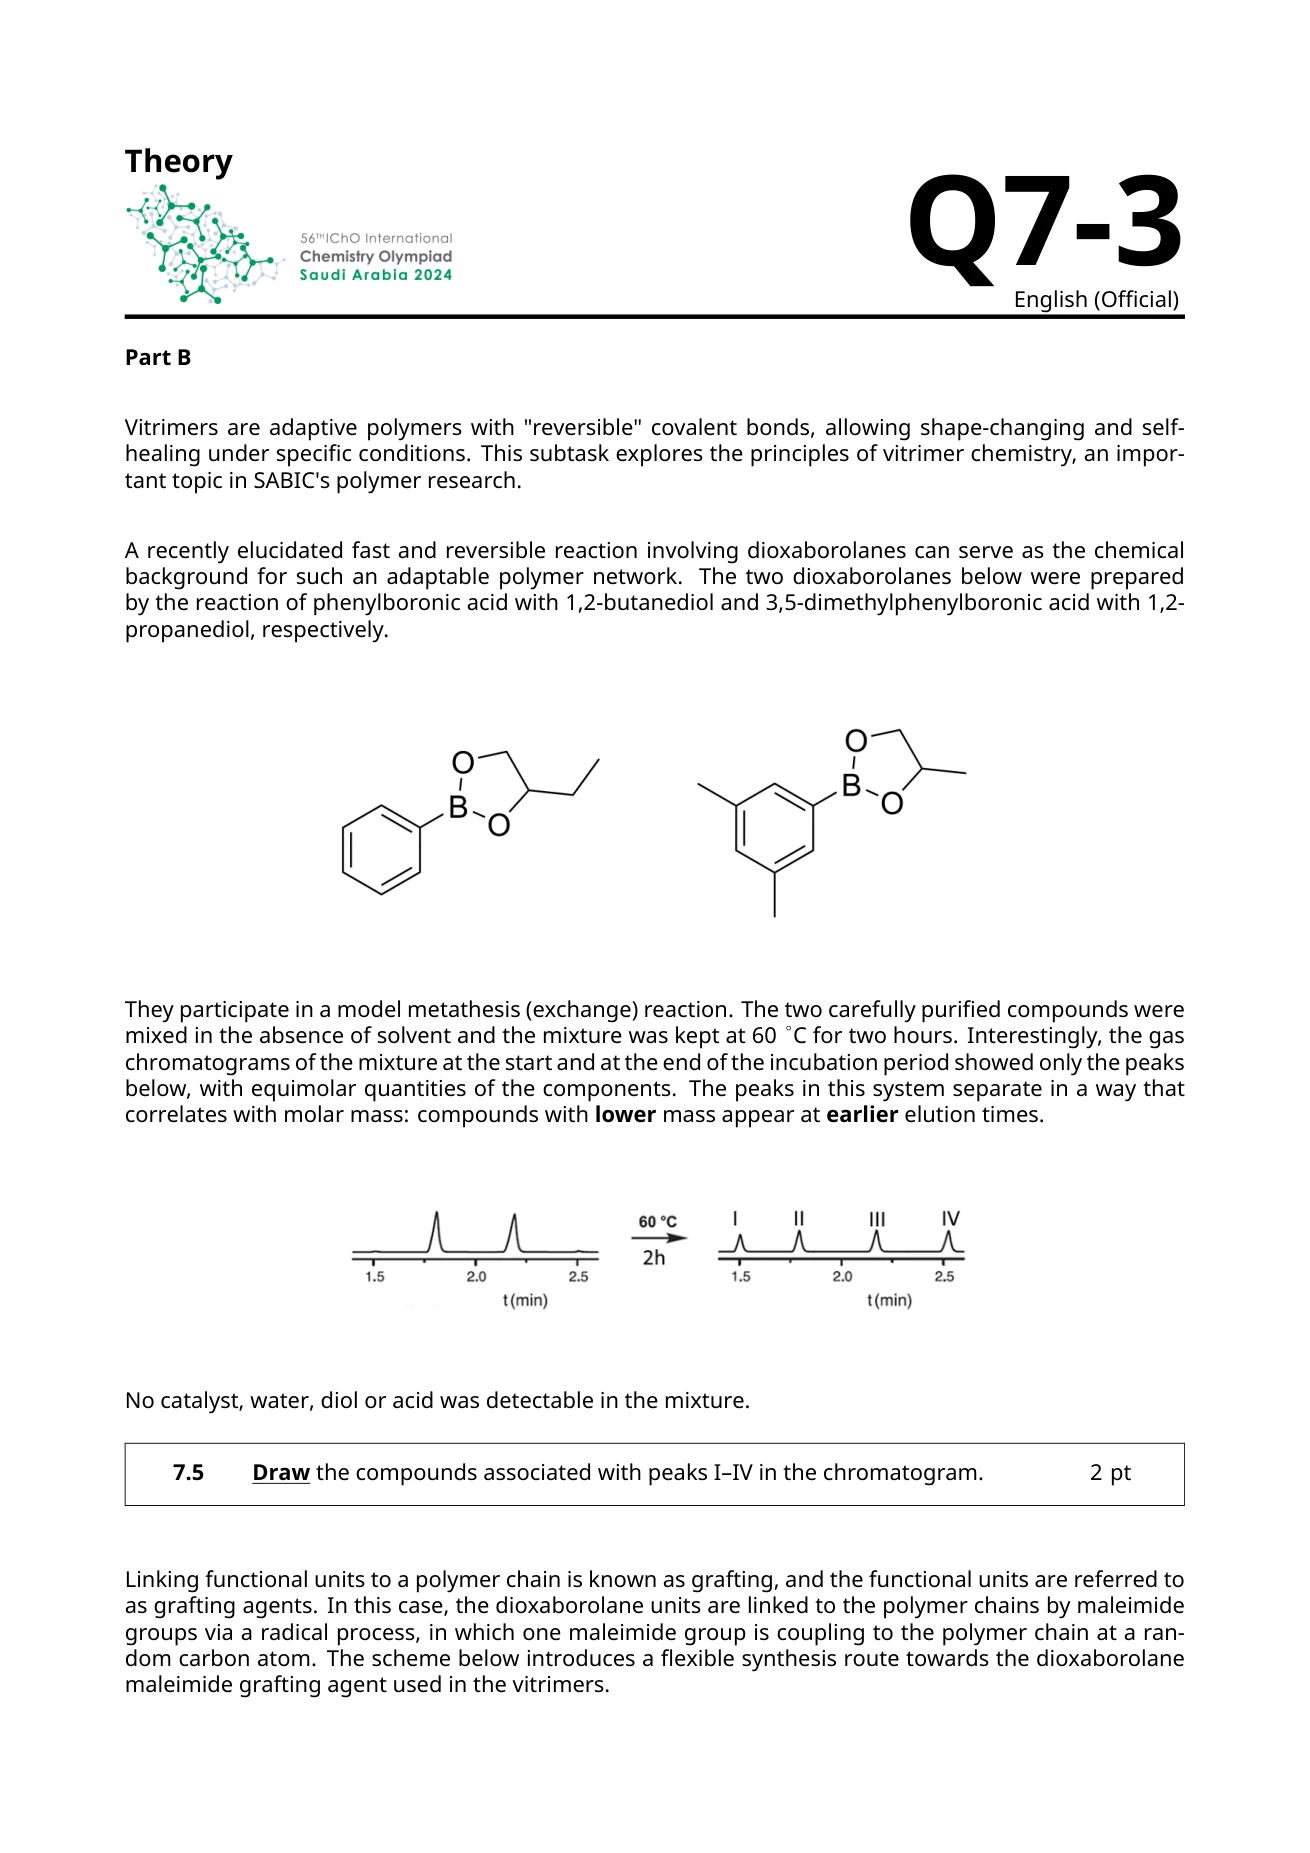 Theory
56THIChO International
Chemistry Olympiad
Saudi Arabia 2024
Q7-3
English (Official)
Part B
Vitrimers are adaptive polymers with "reversible" covalent bonds, allowing shape-changing and self-
healing under specific conditions. This subtask explores the principles of vitrimer chemistry, an impor-
tant topic in SABIC's polymer research.
A recently elucidated fast and reversible reaction involving dioxaborolanes can serve as the chemical
background for such an adaptable polymer network. The two dioxaborolanes below were prepared
by the reaction of phenylboronic acid with 1,2-butanediol and 3,5-dimethylphenylboronic acid with 1,2-
propanediol, respectively.
O
B
O
O
B
O
They participate in a model metathesis (exchange) reaction. The two carefully purified compounds were
mixed in the absence of solvent and the mixture was kept at 60 °C for two hours. Interestingly, the gas
chromatograms of the mixture at the start and at the end of the incubation period showed only the peaks
below, with equimolar quantities of the components. The peaks in this system separate in a way that
correlates with molar mass: compounds with lower mass appear at earlier elution times.
60 °C
2h
I II III IV
1.5 2.0 2.5
t(min)
1.5 2.0 2.5
t(min)
No catalyst, water, diol or acid was detectable in the mixture.
7.5 Draw the compounds associated with peaks I–IV in the chromatogram. 2 pt
Linking functional units to a polymer chain is known as grafting, and the functional units are referred to
as grafting agents. In this case, the dioxaborolane units are linked to the polymer chains by maleimide
groups via a radical process, in which one maleimide group is coupling to the polymer chain at a ran-
dom carbon atom. The scheme below introduces a flexible synthesis route towards the dioxaborolane
maleimide grafting agent used in the vitrimers.